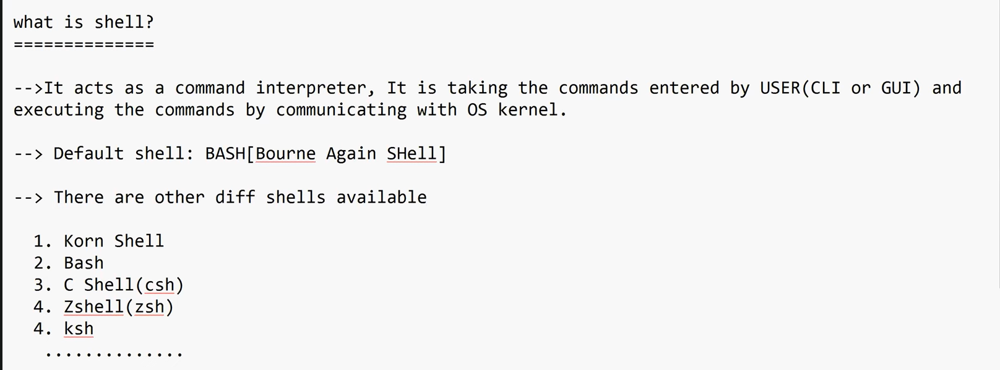 what is shell?
==============
-->It acts as a command interpreter, It is taking the commands entered by USER(CLI or GUI) and
executing the commands by communicating with OS kernel.
--> Default shell: BASH[Bourne Again SHell]
--> There are other diff shells available
1. Korn Shell
2. Bash
3. C Shell(csh)
4. Zshell(zsh)
4. ksh
..............